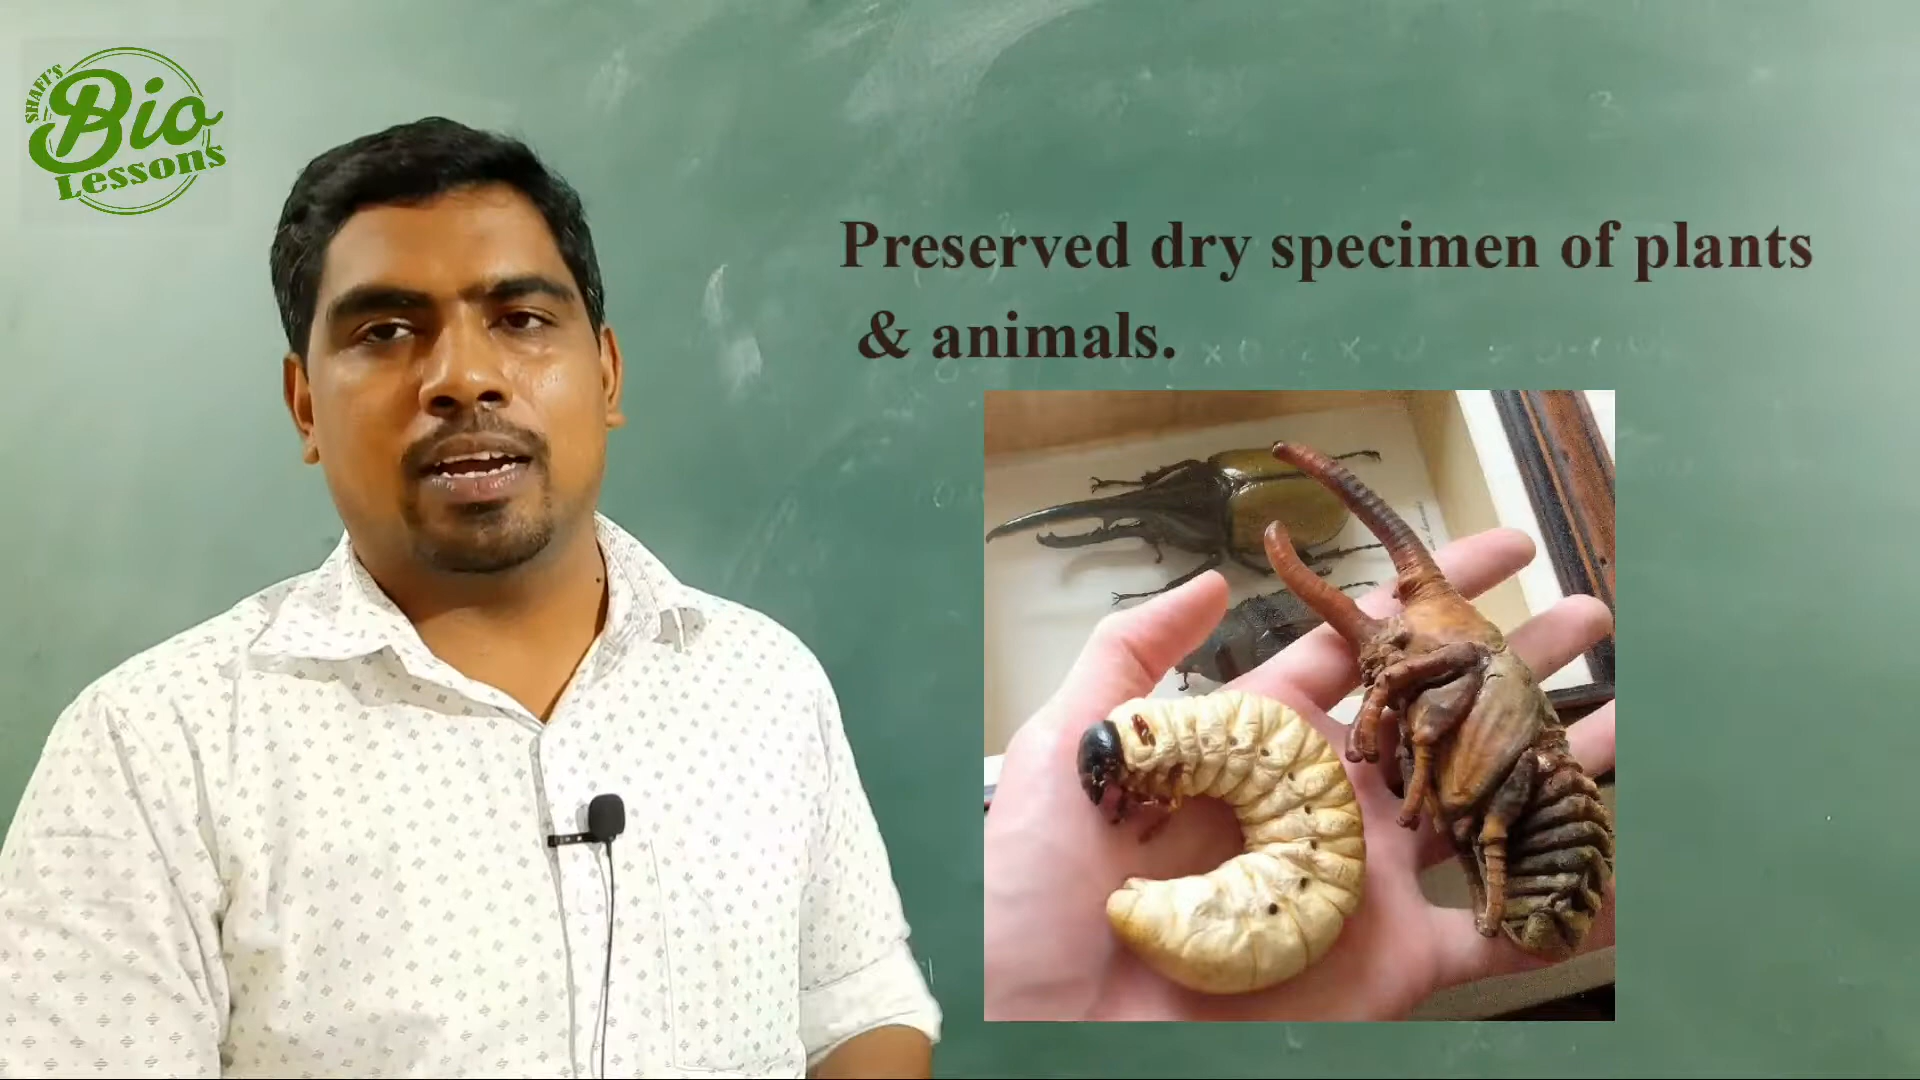 SHAFI'S
Bio
Lessons
Preserved dry specimen of plants
& animals.